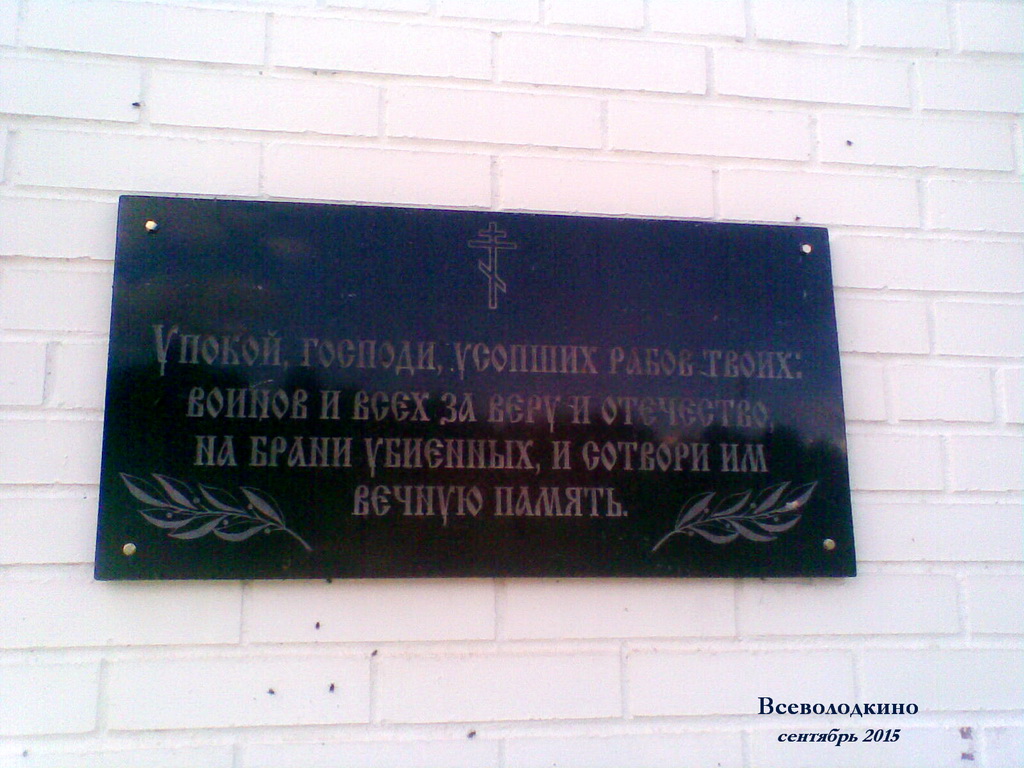 Упокой, господи, усопших рабов твоих:
воинов и всех за веру и отечество,
на брани убиенных, и сотвори им
вечную память.
Всеволодкино
сентябрь 2015